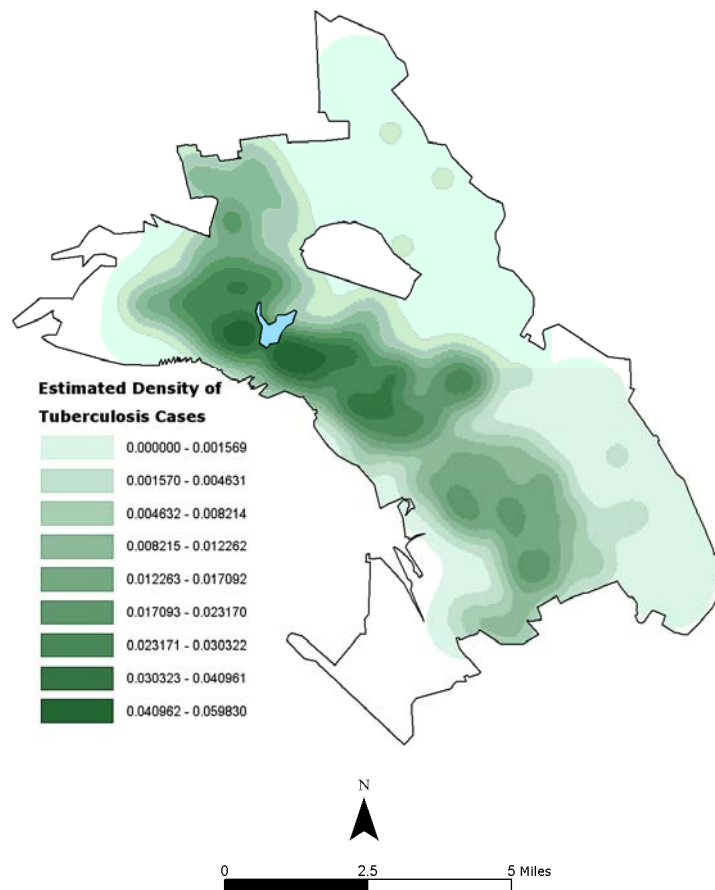 Estimated Density of
Tuberculosis Cases
0.000000 - 0.001569
0.001570 - 0.004631
0.004632 - 0.008214
0.008215 - 0.012262
0.012263 - 0.017092
0.017093 - 0.023170
0.023171 - 0.030322
0.030323 - 0.040961
0.040962 - 0.059830
N
0 2.5 5 Miles